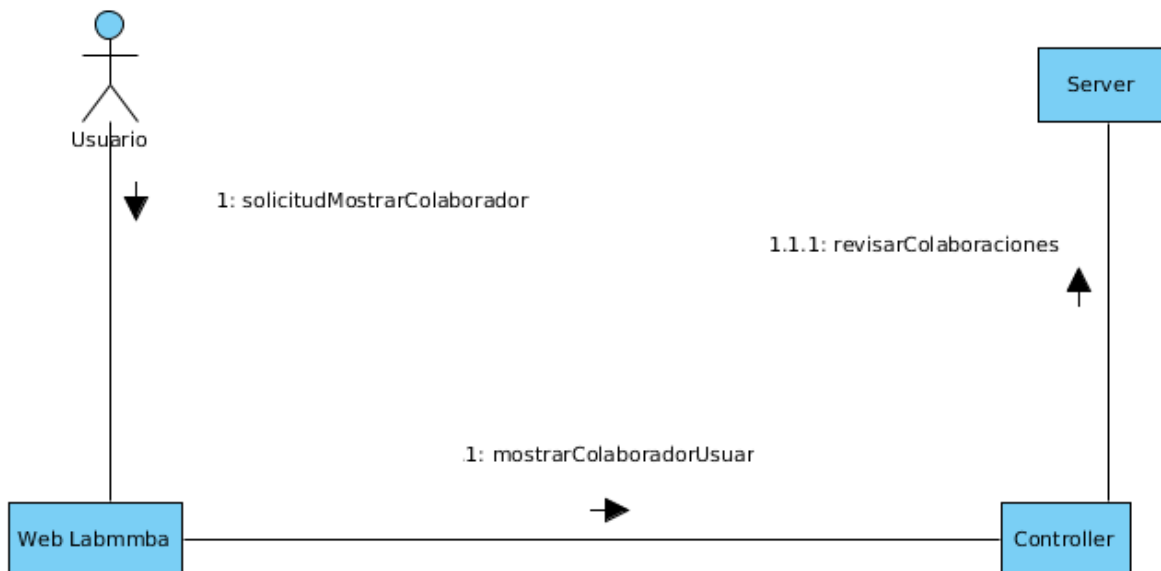 Server
Usuario
1: solicitudMostrarColaborador
1.1.1: revisarColaboraciones
.1: mostrarColaboradorUsuar
Web Labmmba
Controller